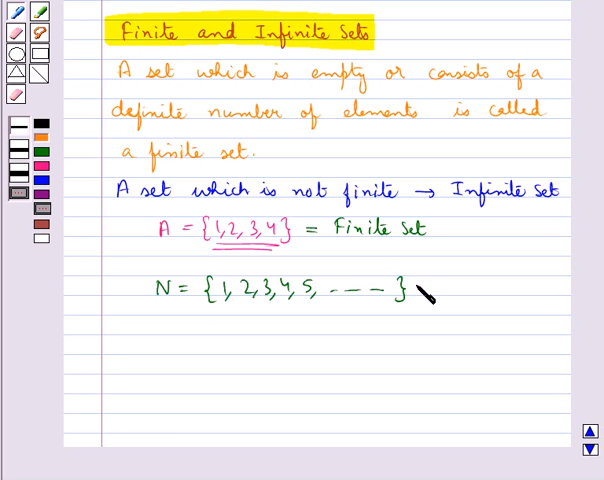 Finite and Infinite Sets
A set which is empty or consists of a
definite number of elements is called
a finite set.
A set which is not finite → Infinite Set
A = {1,2,3,4} = Finite Set
N = {1,2,3,4,5, - - - - }